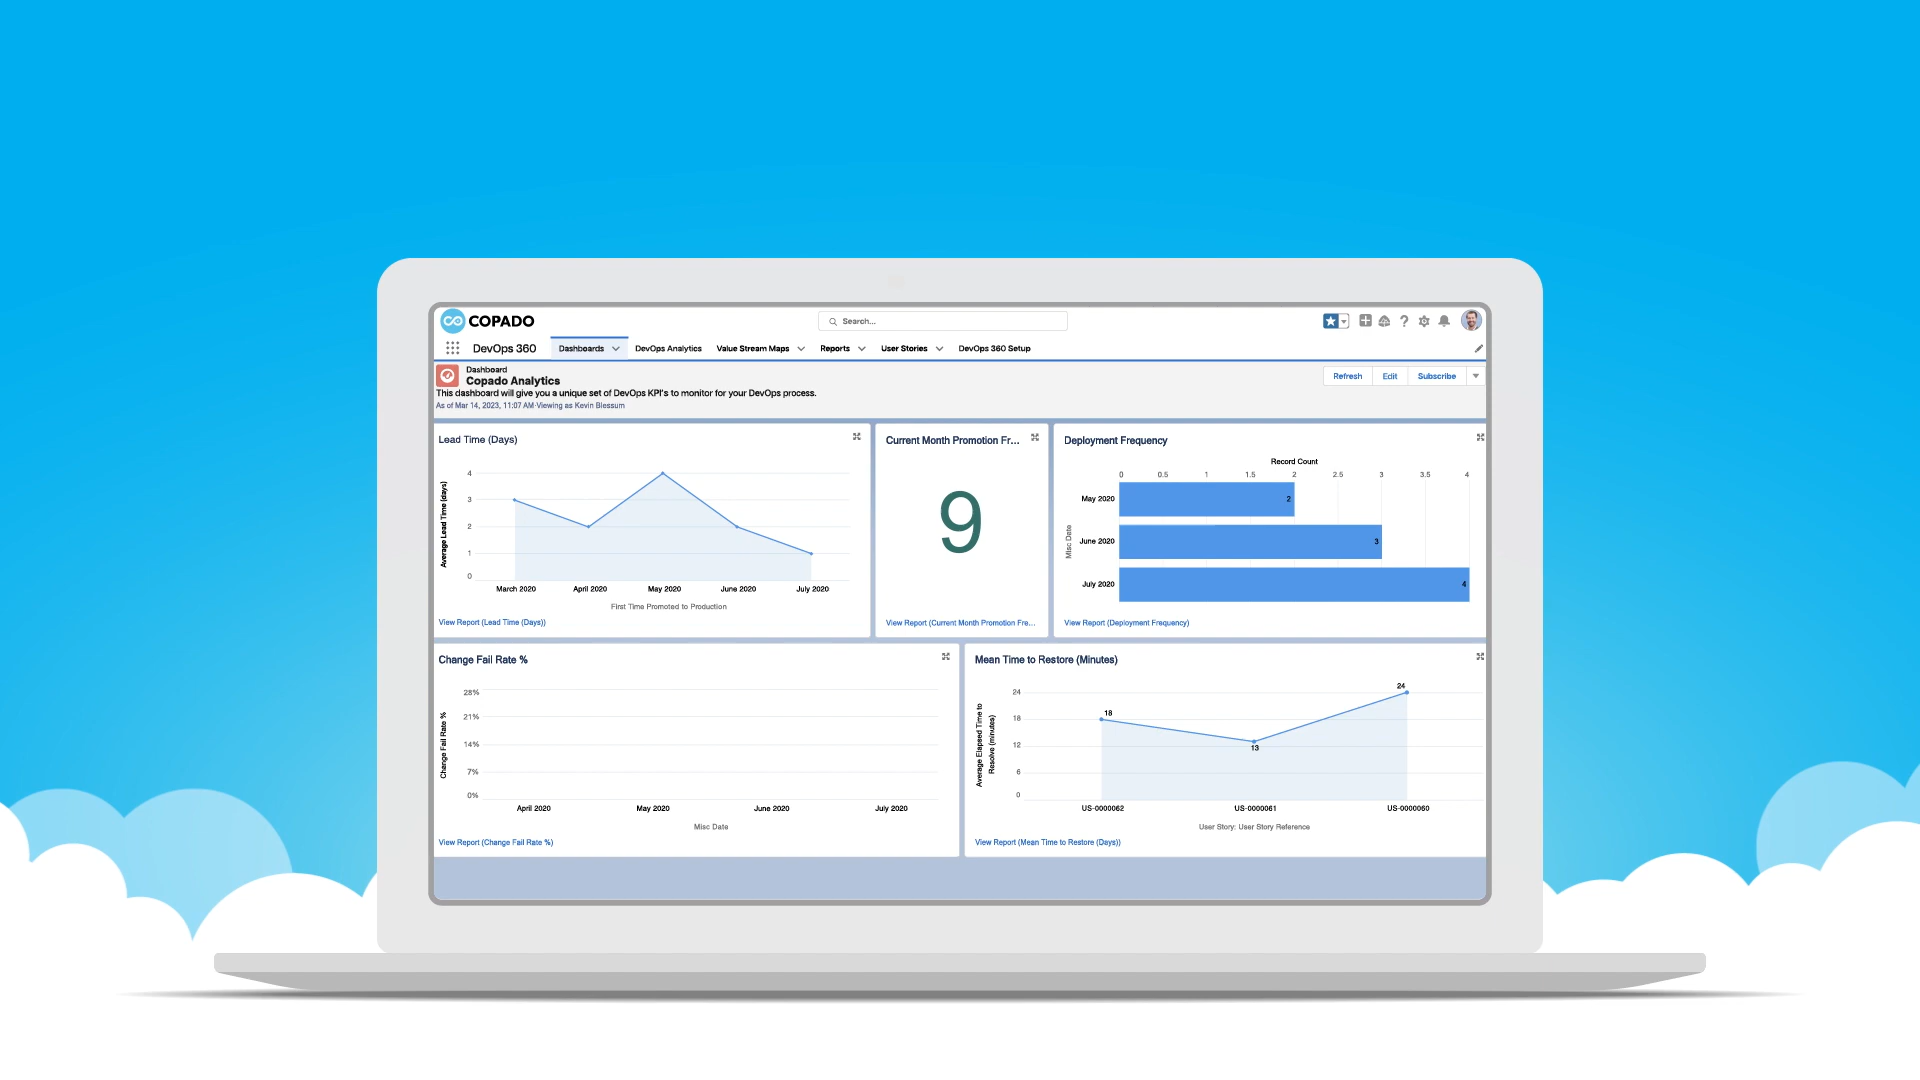 COPADO
Search...
DevOps 360
Dashboards
DevOps Analytics
Value Stream Maps
Reports
User Stories
DevOps 360 Setup
Dashboard
Copado Analytics
This dashboard will give you a unique set of DevOps KPI's to monitor for your DevOps process.
As of Mar 14, 2023, 11:07 AM·Viewing as Kevin Blessum
Refresh
Edit
Subscribe
Lead Time (Days)
Average Lead Time (days)
4
3
2
1
0
March 2020
April 2020
May 2020
June 2020
July 2020
First Time Promoted to Production
View Report (Lead Time (Days))
Current Month Promotion Fr...
9
View Report (Current Month Promotion Fre...
Deployment Frequency
Record Count
0
0.5
1
1.5
2
2.5
3
3.5
4
Misc Date
May 2020
2
June 2020
3
July 2020
4
View Report (Deployment Frequency)
Change Fail Rate %
Change Fail Rate %
28%
21%
14%
7%
0%
April 2020
May 2020
June 2020
July 2020
Misc Date
View Report (Change Fail Rate %)
Mean Time to Restore (Minutes)
Average Elapsed Time to
Resolve (minutes)
24
18
12
6
0
18
13
24
US-0000062
US-0000061
US-0000060
User Story: User Story Reference
View Report (Mean Time to Restore (Days))